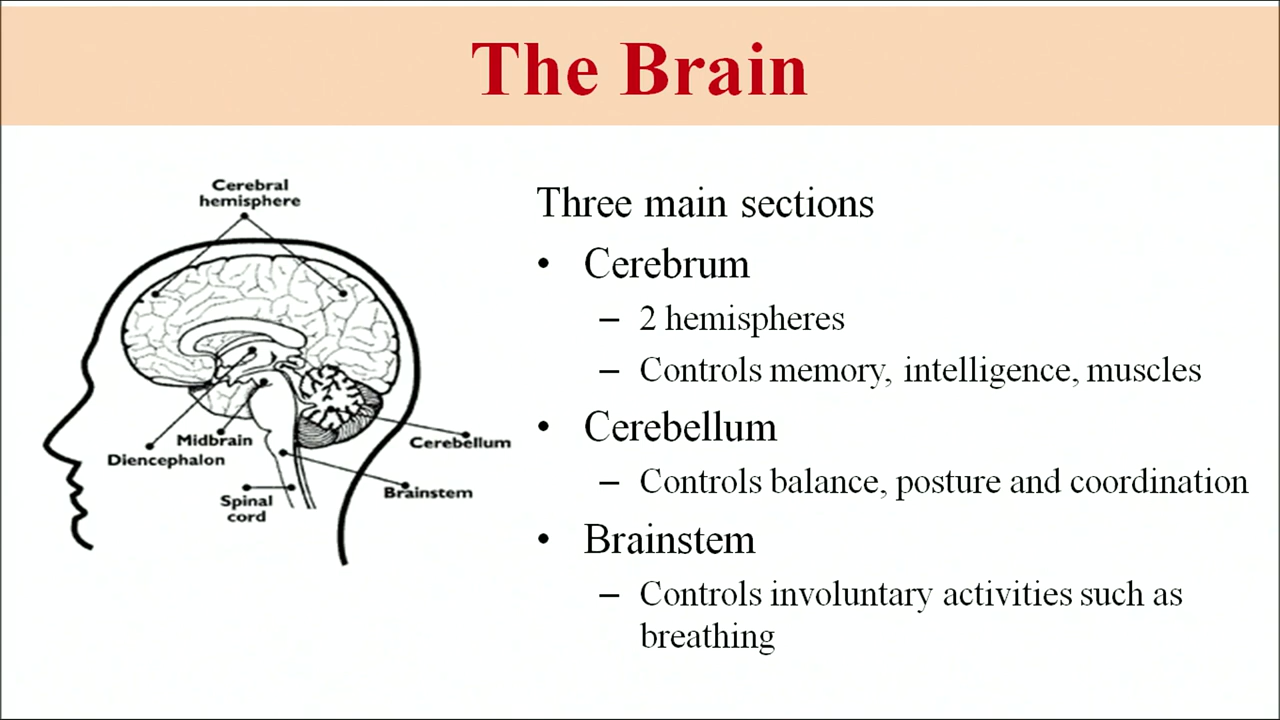 The Brain
Cerebral
hemisphere
Midbrain
Diencephalon
Cerebellum
Brainstem
Spinal
cord
Three main sections
• Cerebrum
– 2 hemispheres
– Controls memory, intelligence, muscles
• Cerebellum
– Controls balance, posture and coordination
• Brainstem
– Controls involuntary activities such as
breathing